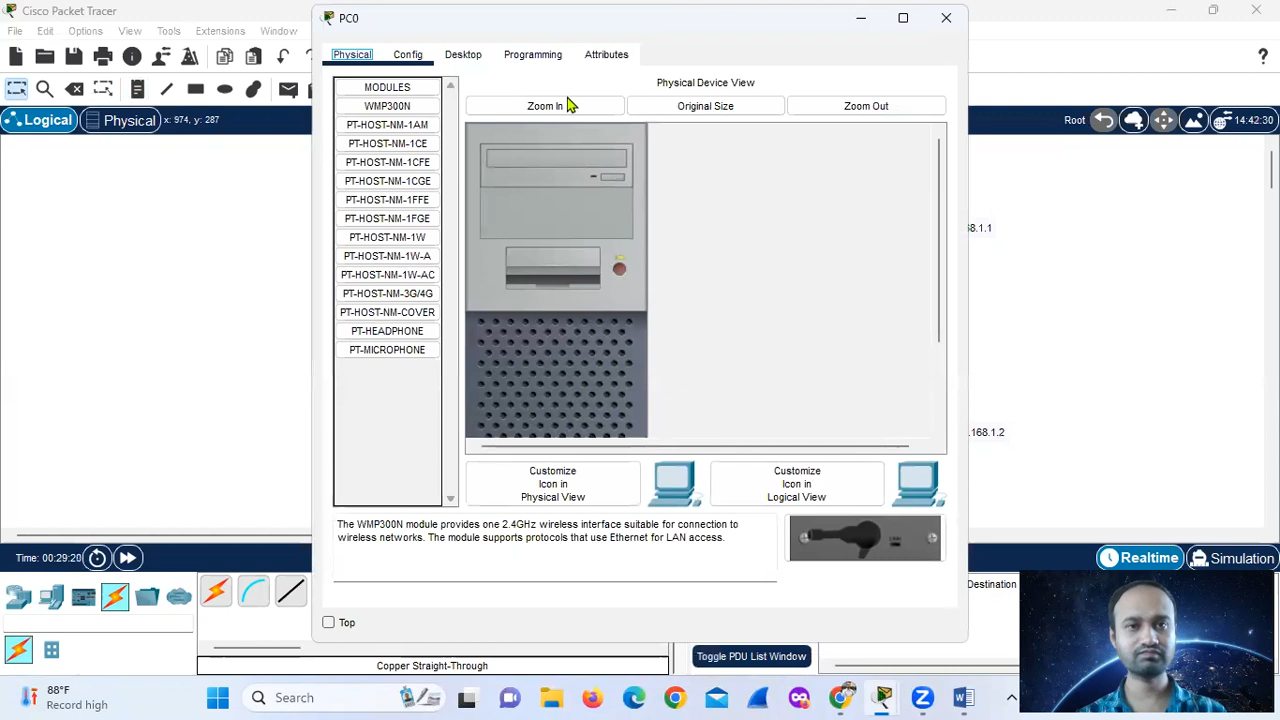 Cisco Packet Tracer
PC0
File Edit Options View Tools Extensions Window
Physical Config Desktop Programming Attributes
MODULES
WMP300N
PT-HOST-NM-1AM
PT-HOST-NM-1CE
PT-HOST-NM-1CFE
PT-HOST-NM-1CGE
PT-HOST-NM-1FFE
PT-HOST-NM-1FGE
PT-HOST-NM-1W
PT-HOST-NM-1W-A
PT-HOST-NM-1W-AC
PT-HOST-NM-3G/4G
PT-HOST-NM-COVER
PT-HEADPHONE
PT-MICROPHONE
Physical Device View
Zoom In Original Size Zoom Out
Logical Physical x: 974, y: 287
Root 14:42:30
68.1.1
.168.1.2
Customize
Icon in
Physical View
Customize
Icon in
Logical View
The WMP300N module provides one 2.4GHz wireless interface suitable for connection to
wireless networks. The module supports protocols that use Ethernet for LAN access.
Top
Time: 00:29:20
Realtime Simulation
Destination
Copper Straight-Through
Toggle PDU List Window
88°F
Record high
Search